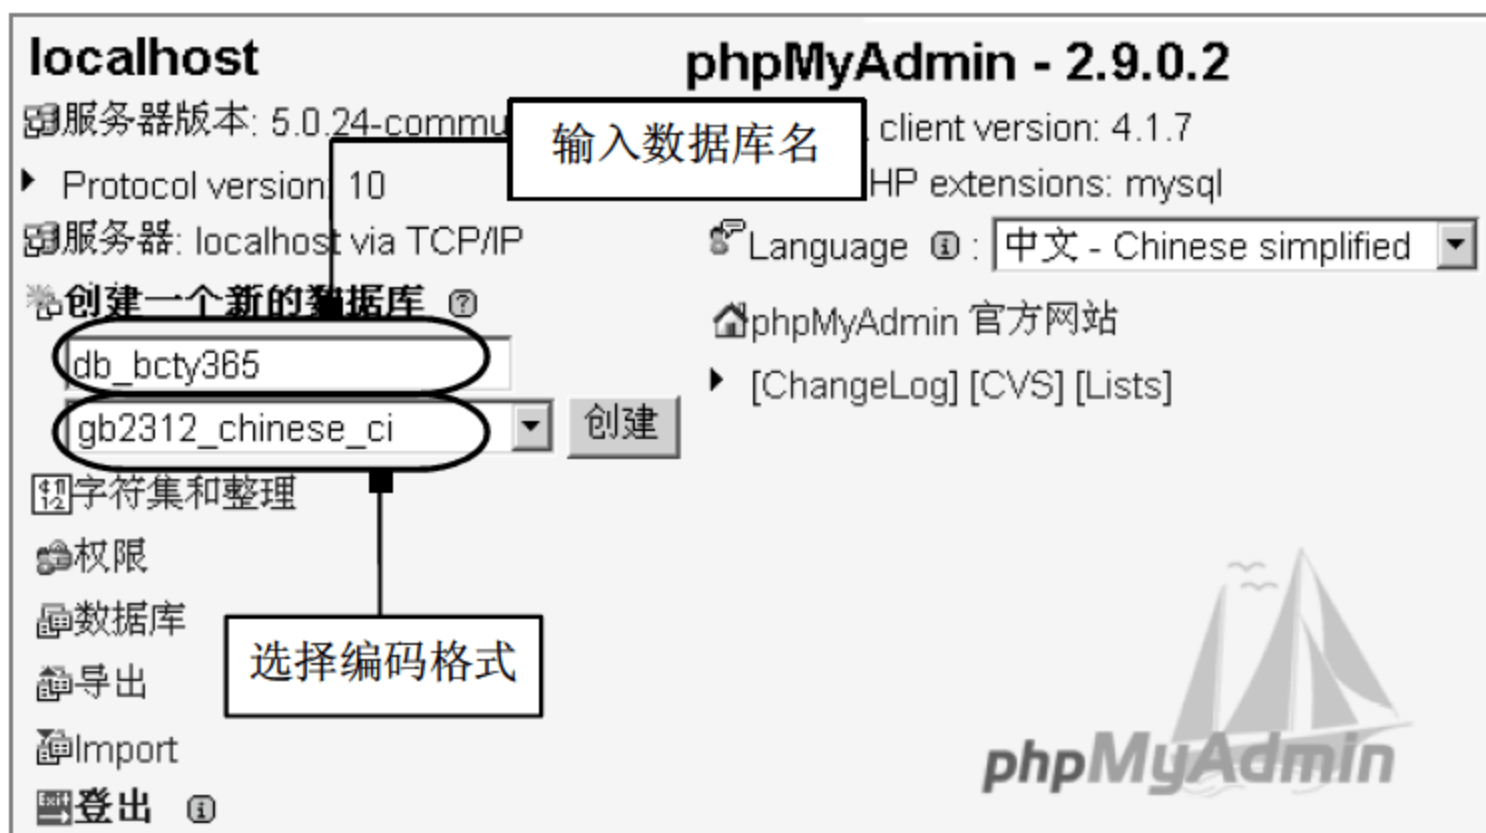 localhost
phpMyAdmin - 2.9.0.2
服务器版本: 5.0.24-commu
输入数据库名
client version: 4.1.7
Protocol version: 10
HP extensions: mysql
服务器: localhost via TCP/IP
Language : 中文 - Chinese simplified
创建一个新的数据库
phpMyAdmin 官方网站
db_bcty365
[ChangeLog] [CVS] [Lists]
gb2312_chinese_ci 创建
字符集和整理
权限
数据库
选择编码格式
导出
Import
phpMyAdmin
Exit 登出